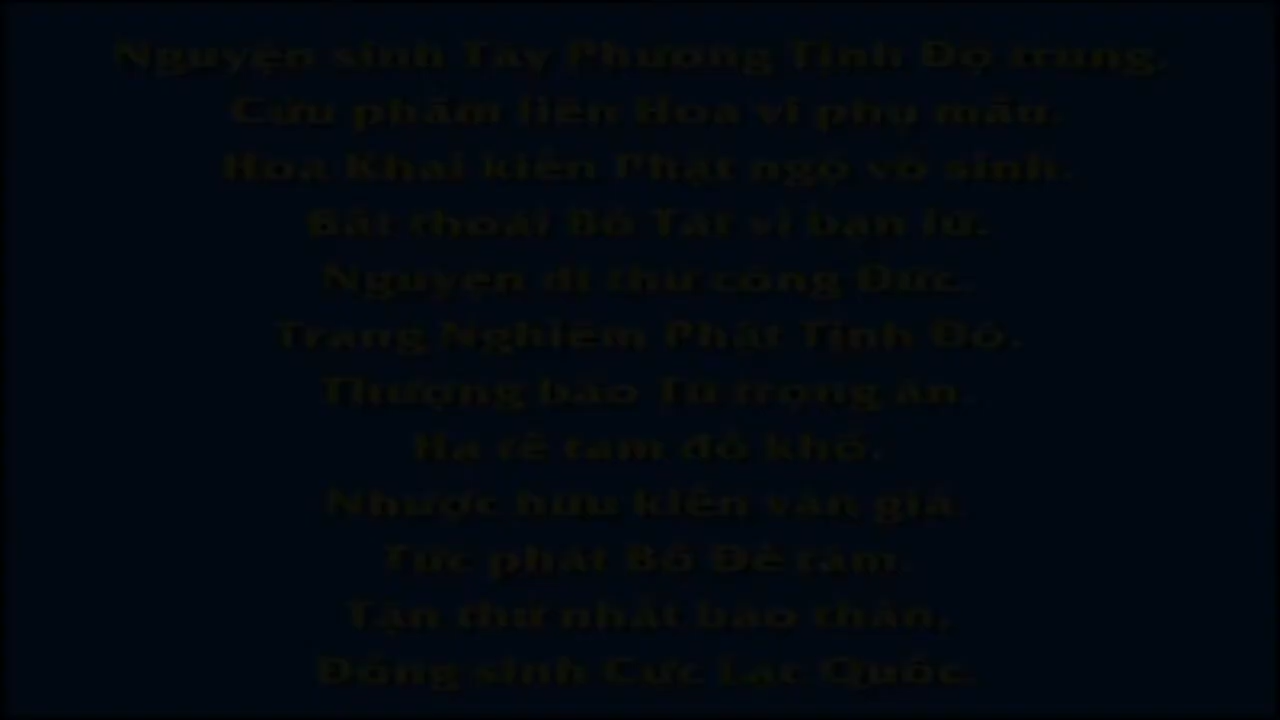 Nguyện sinh Tây Phương Tịnh Độ trung.
Cửu phẩm liên Hoa vi phụ mẫu.
Hoa Khai kiến Phật ngộ vô sinh.
Bất thoái Bồ Tát vi bạn lữ.
Nguyện dĩ thử công Đức.
Trang Nghiêm Phật Tịnh Độ.
Thượng báo Tứ trọng ân
Hạ tế tam đồ khổ.
Nhược hữu kiến văn giả
Tức phát Bồ Đề tâm.
Tận thử nhất báo thân,
Đồng sinh Cực Lạc Quốc.